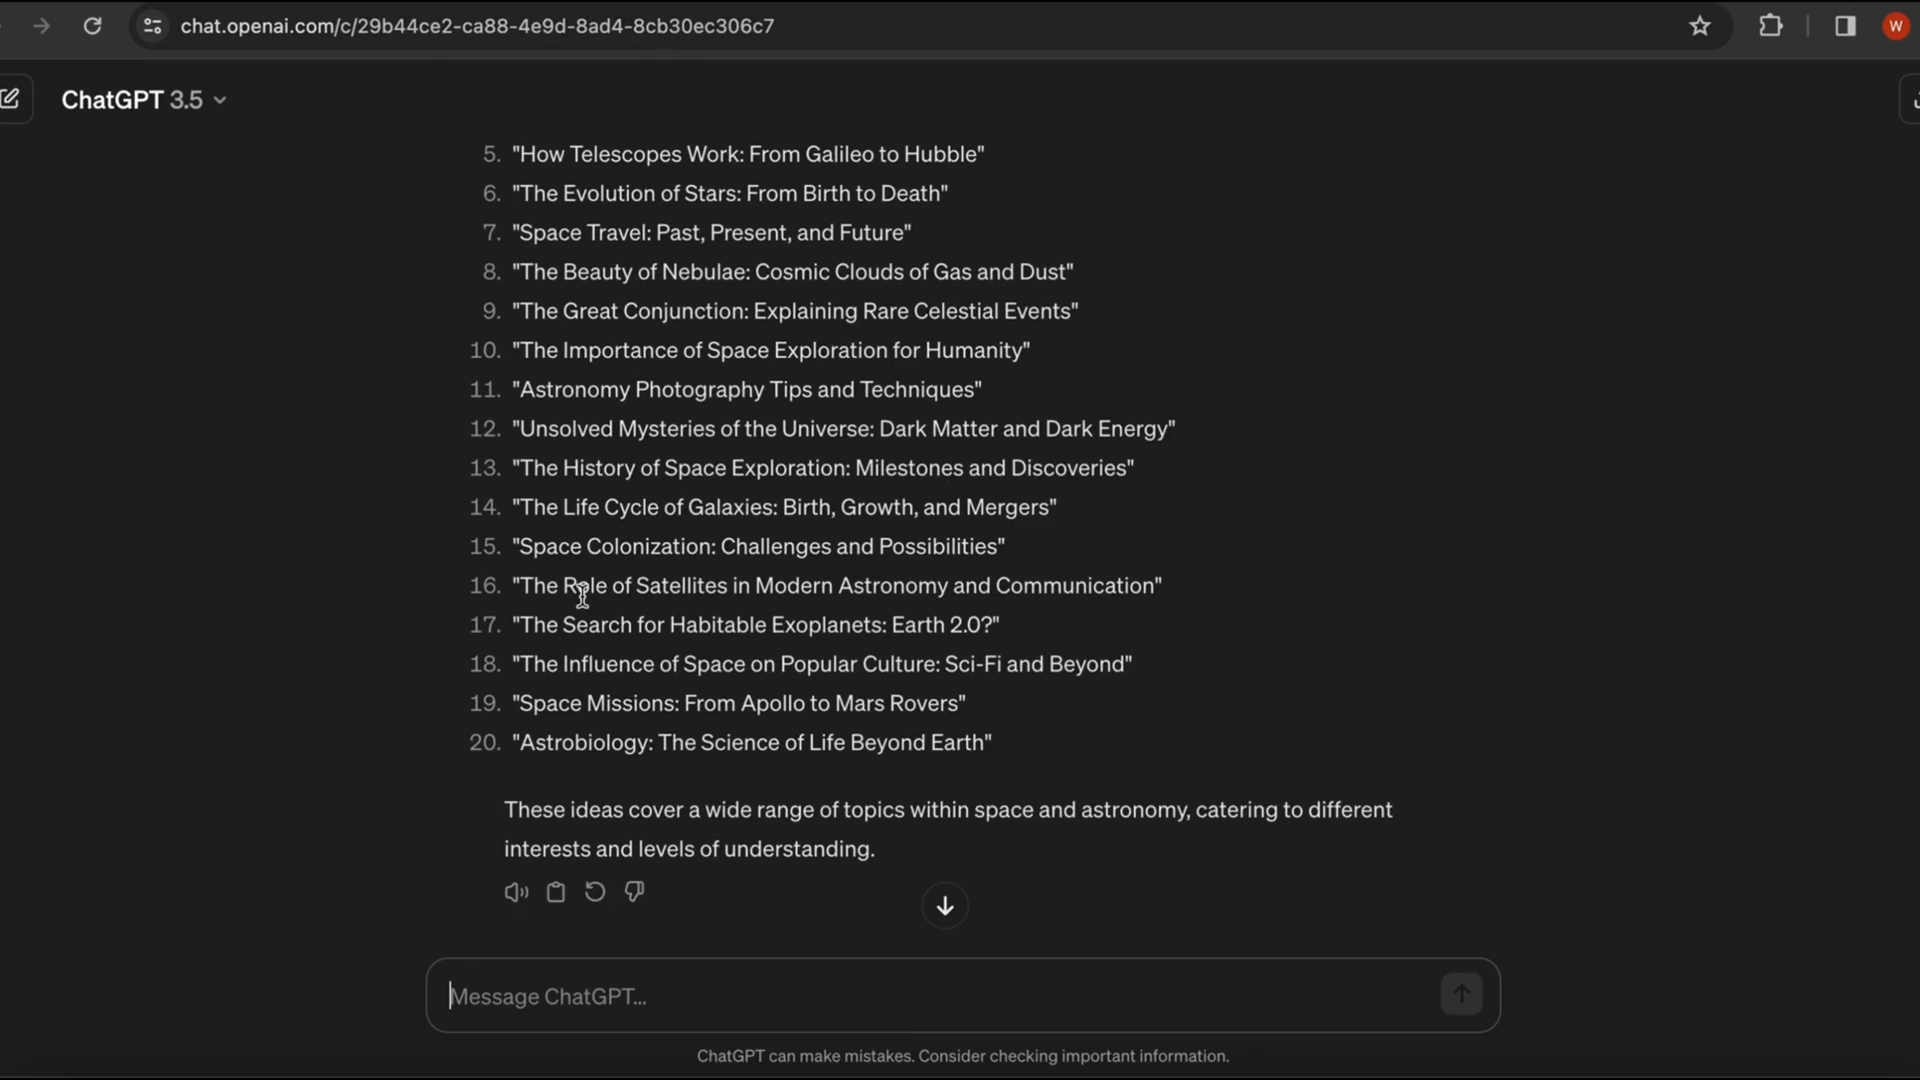 chat.openai.com/c/29b44ce2-ca88-4e9d-8ad4-8cb30ec306c7
W
ChatGPT 3.5
5. "How Telescopes Work: From Galileo to Hubble"
6. "The Evolution of Stars: From Birth to Death"
7. "Space Travel: Past, Present, and Future"
8. "The Beauty of Nebulae: Cosmic Clouds of Gas and Dust"
9. "The Great Conjunction: Explaining Rare Celestial Events"
10. "The Importance of Space Exploration for Humanity"
11. "Astronomy Photography Tips and Techniques"
12. "Unsolved Mysteries of the Universe: Dark Matter and Dark Energy"
13. "The History of Space Exploration: Milestones and Discoveries"
14. "The Life Cycle of Galaxies: Birth, Growth, and Mergers"
15. "Space Colonization: Challenges and Possibilities"
16. "The Role of Satellites in Modern Astronomy and Communication"
17. "The Search for Habitable Exoplanets: Earth 2.0?"
18. "The Influence of Space on Popular Culture: Sci-Fi and Beyond"
19. "Space Missions: From Apollo to Mars Rovers"
20. "Astrobiology: The Science of Life Beyond Earth"
These ideas cover a wide range of topics within space and astronomy, catering to different
interests and levels of understanding.
Message ChatGPT...
ChatGPT can make mistakes. Consider checking important information.